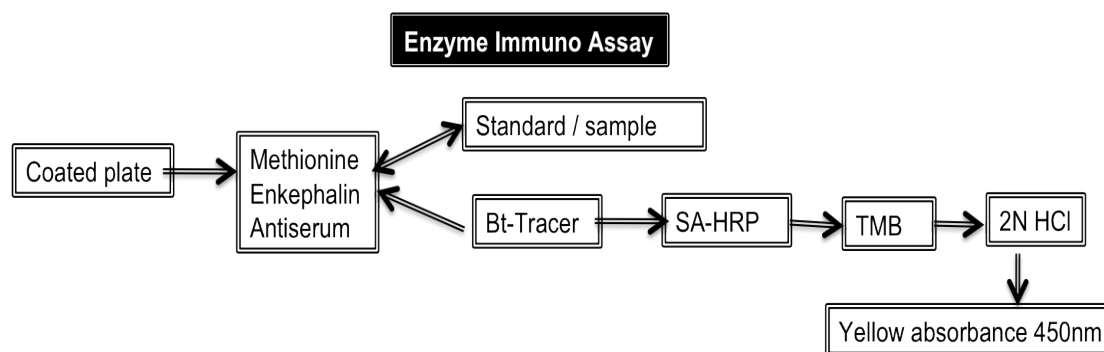 Enzyme Immuno Assay
Standard / sample
Coated plate
Methionine
Enkephalin
Antiserum
Bt-Tracer
SA-HRP
TMB
2N HCl
Yellow absorbance 450nm